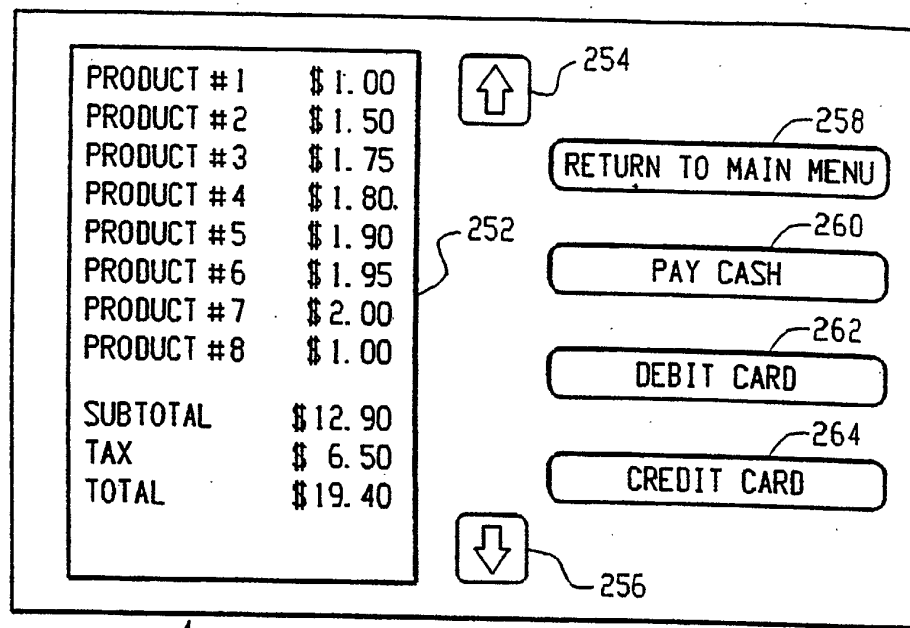 PRODUCT #1 $1.00
PRODUCT #2 $1.50
PRODUCT #3 $1.75
PRODUCT #4 $1.80
PRODUCT #5 $1.90
PRODUCT #6 $1.95
PRODUCT #7 $2.00
PRODUCT #8 $1.00
SUBTOTAL $12.90
TAX $ 6.50
TOTAL $19.40
252
254
256
258
RETURN TO MAIN MENU
260
PAY CASH
262
DEBIT CARD
264
CREDIT CARD